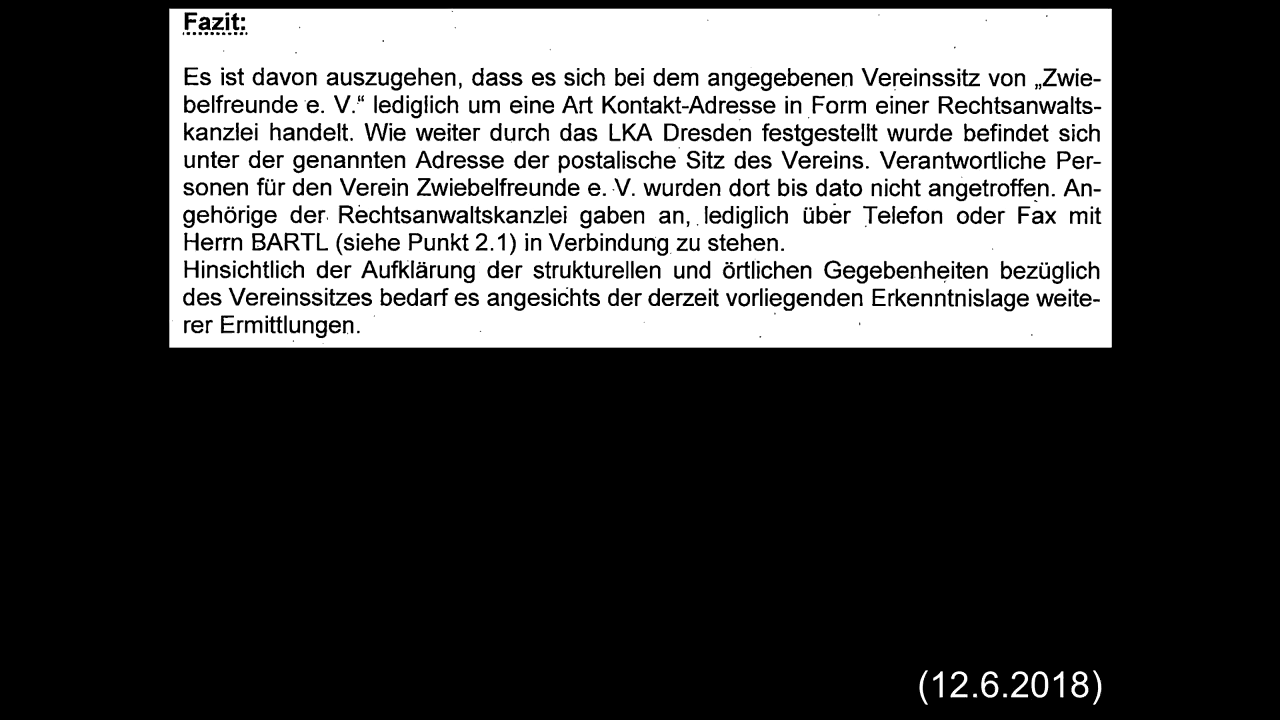 Fazit:
Es ist davon auszugehen, dass es sich bei dem angegebenen Vereinssitz von „Zwie-
belfreunde e. V.“ lediglich um eine Art Kontakt-Adresse in Form einer Rechtsanwalts-
kanzlei handelt. Wie weiter durch das LKA Dresden festgestellt wurde befindet sich
unter der genannten Adresse der postalische Sitz des Vereins. Verantwortliche Per-
sonen für den Verein Zwiebelfreunde e. V. wurden dort bis dato nicht angetroffen. An-
gehörige der Rechtsanwaltskanzlei gaben an, lediglich über Telefon oder Fax mit
Herrn BARTL (siehe Punkt 2.1) in Verbindung zu stehen.
Hinsichtlich der Aufklärung der strukturellen und örtlichen Gegebenheiten bezüglich
des Vereinssitzes bedarf es angesichts der derzeit vorliegenden Erkenntnislage weite-
rer Ermittlungen.
(12.6.2018)